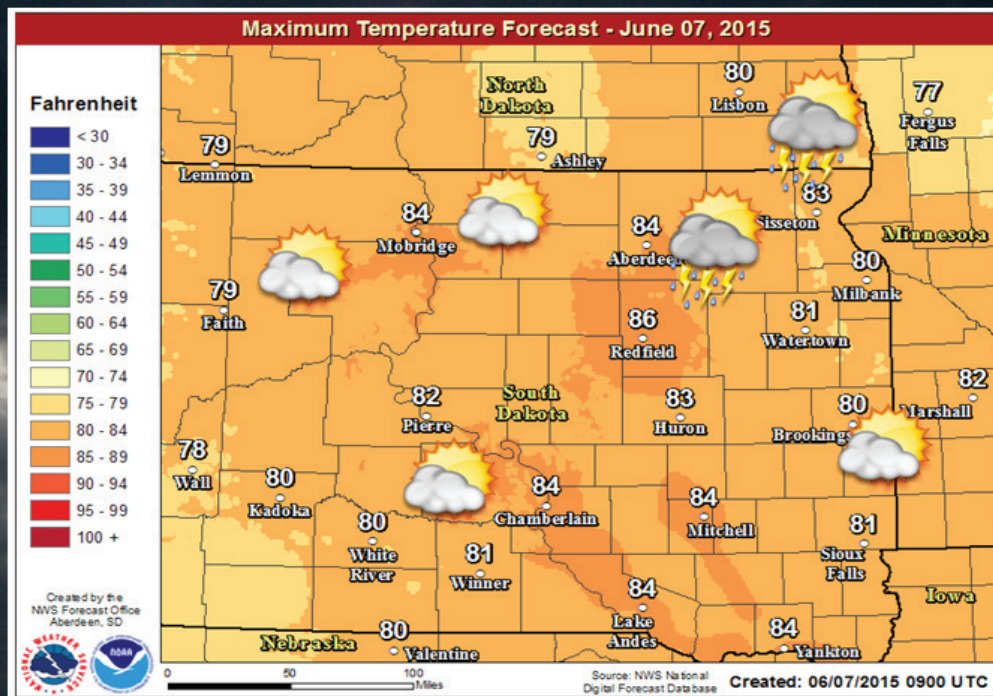 Maximum Temperature Forecast - June 07, 2015
Fahrenheit
< 30
30 - 34
35 - 39
40 - 44
45 - 49
50 - 54
55 - 59
60 - 64
65 - 69
70 - 74
75 - 79
80 - 84
85 - 89
90 - 94
95 - 99
100 +
Created by the
NWS Forecast Office
Aberdeen, SD
NATIONAL WEATHER SERVICE
NOAA
North
Dakota
80
Lisbon
77
Fergus
Falls
79
Lemmon
79
Ashley
84
Mobridge
84
Aberdeen
83
Sisseton
Minnesota
79
Faith
80
Milbank
86
Redfield
81
Watertown
South
Dakota
82
Pierre
83
Huron
80
Brookings
82
Marshall
78
Wall
80
Kadoka
84
Chamberlain
84
Mitchell
80
White
River
81
Winner
81
Sioux
Falls
84
Lake
Andes
Iowa
Nebraska
80
Valentine
84
Yankton
0 50 100
Miles
Source: NWS National
Digital Forecast Database
Created: 06/07/2015 0900 UTC